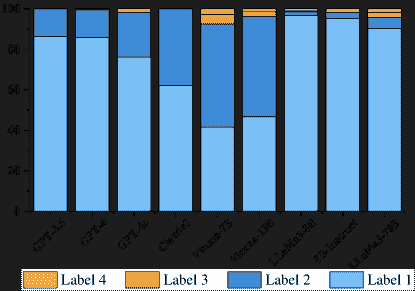 100
80
60
40
20
0
GPT-3.5
GPT-4
GPT-4o
Claude3
Vicuna-7B
Vicuna-13B
LLaMa3-8B
Label 4
Label 3
Label 2
Label 1